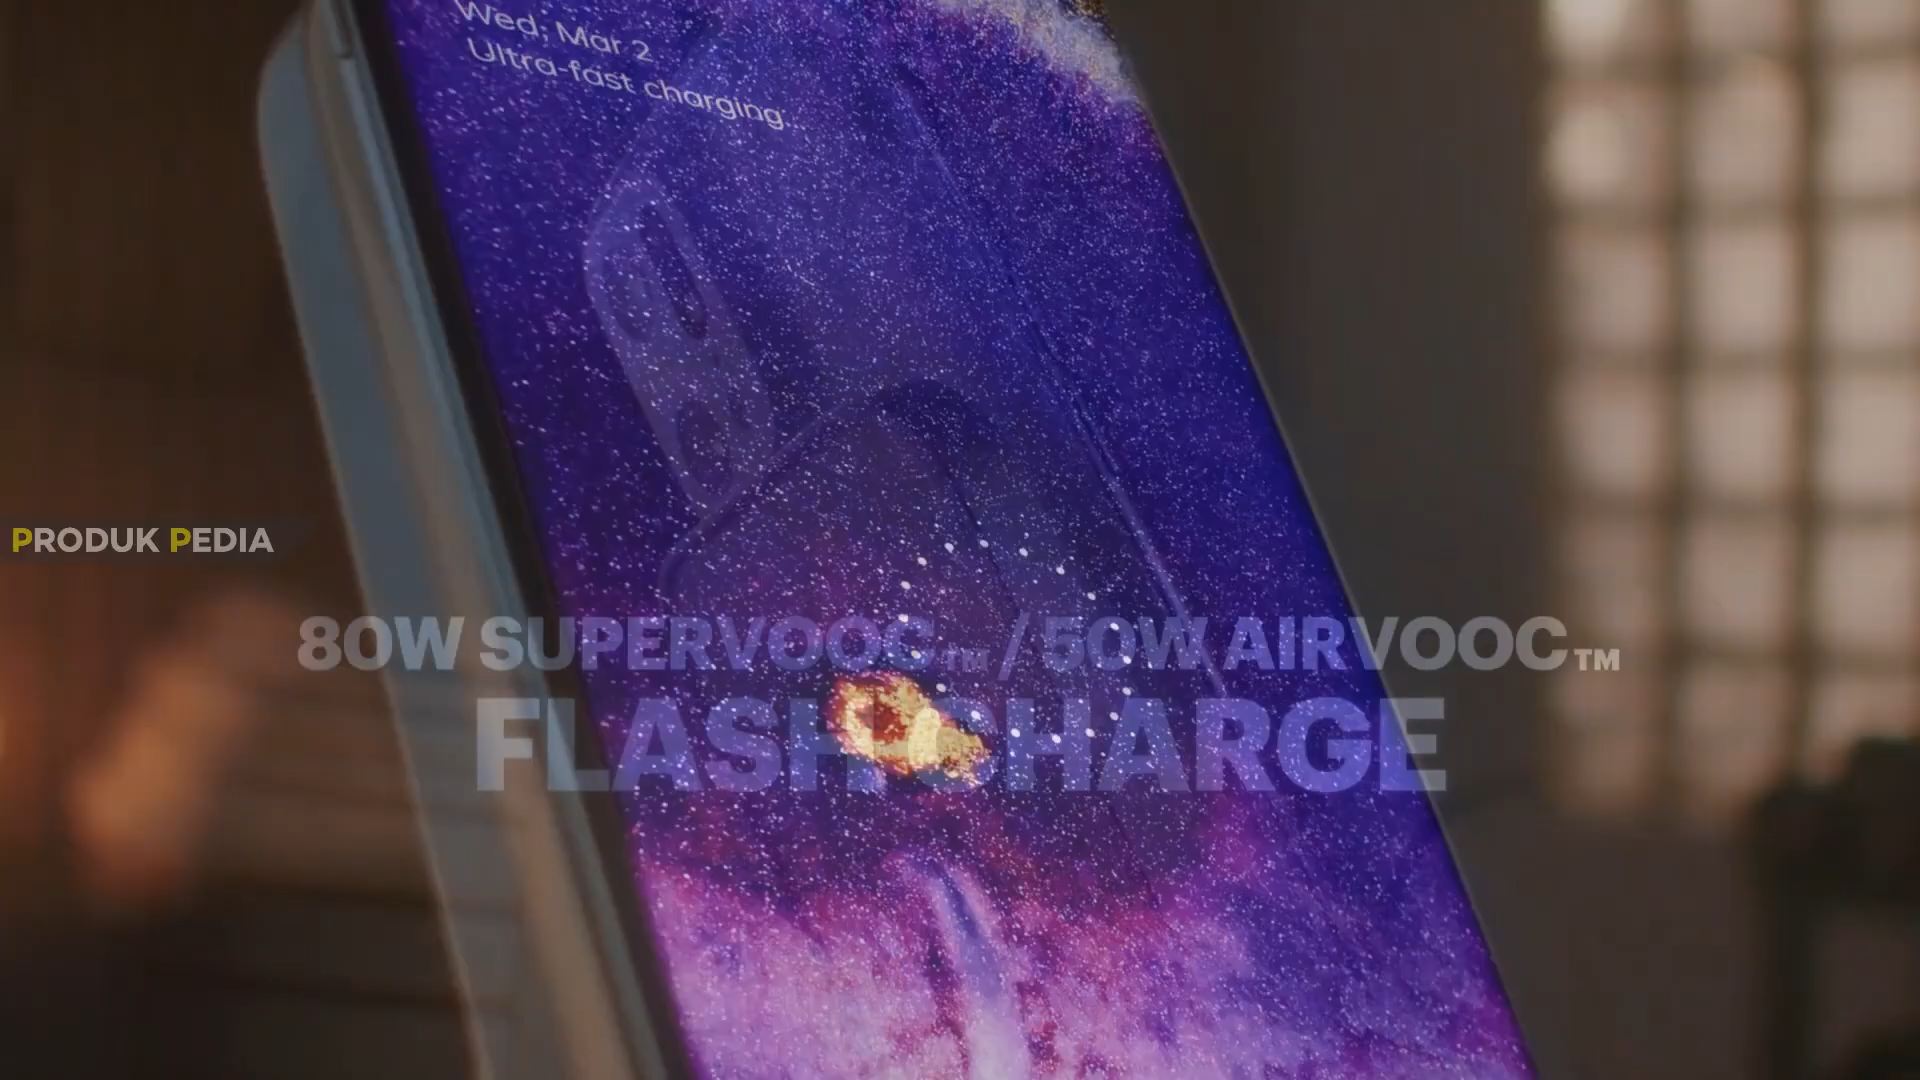 Wed, Mar 2
Ultra-fast charging...
PRODUK PEDIA
80W SUPERVOOC™ / 50W AIRVOOC™
FLASH CHARGE